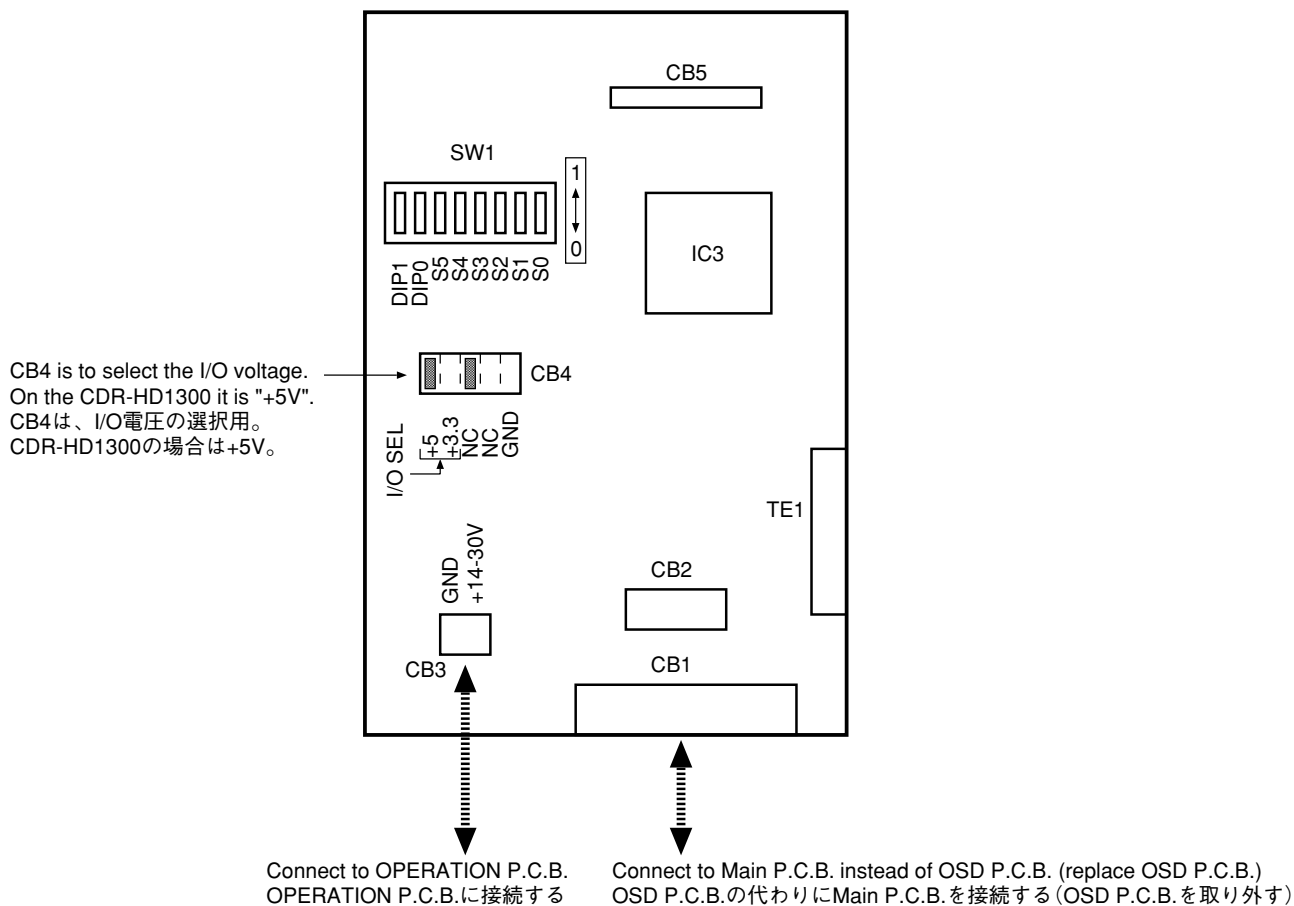 CB5
SW1
1
0
IC3
DIP1
DIP0
S5
S4
S3
S2
S1
S0
CB4 is to select the I/O voltage.
On the CDR-HD1300 it is "+5V".
CB4は、I/O電圧の選択用。
CDR-HD1300の場合は+5V。
CB4
I/O SEL
+5
+3.3
NC
NC
GND
TE1
GND
+14-30V
CB2
CB3
CB1
Connect to OPERATION P.C.B.
OPERATION P.C.B.に接続する
Connect to Main P.C.B. instead of OSD P.C.B. (replace OSD P.C.B.)
OSD P.C.B.の代わりにMain P.C.B.を接続する(OSD P.C.B.を取り外す)